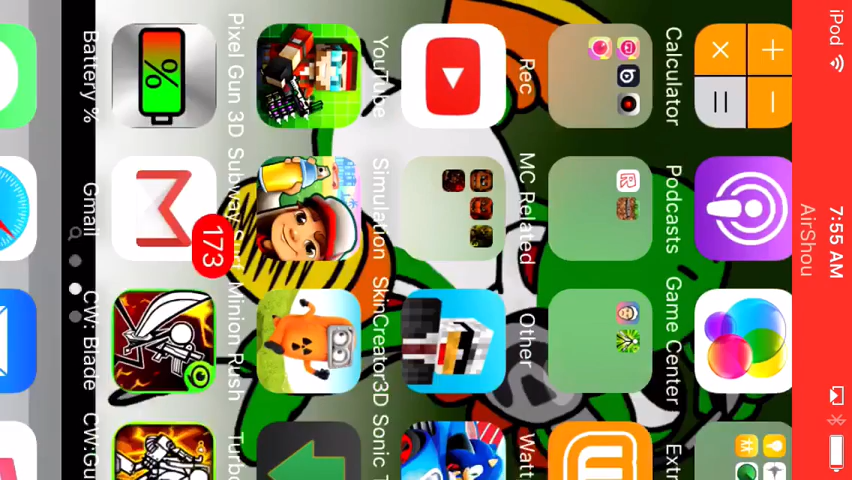 iPod 7:55 AM
AirShou
Calculator Podcasts Game Center Extr
Rec MC Related Other Watt
YouTube Simulation SkinCreator3D Sonic T
Pixel Gun 3D Subway Surf Minion Rush Turbo
173
Battery % Gmail CW: Blade CW:Gu
%